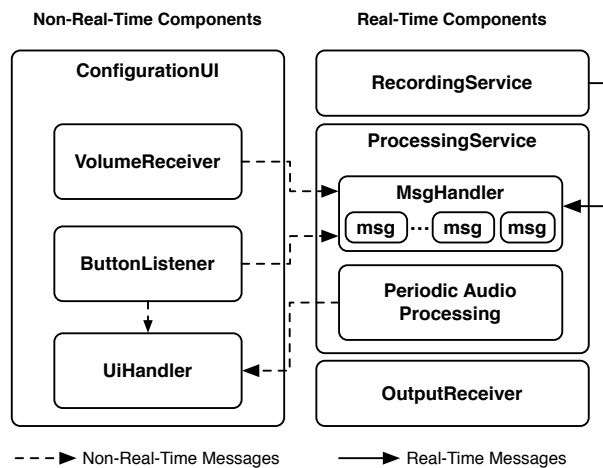 Non-Real-Time Components
Real-Time Components
ConfigurationUI
VolumeReceiver
ButtonListener
UiHandler
RecordingService
ProcessingService
MsgHandler
msg ... msg msg
Periodic Audio
Processing
OutputReceiver
Non-Real-Time Messages
Real-Time Messages